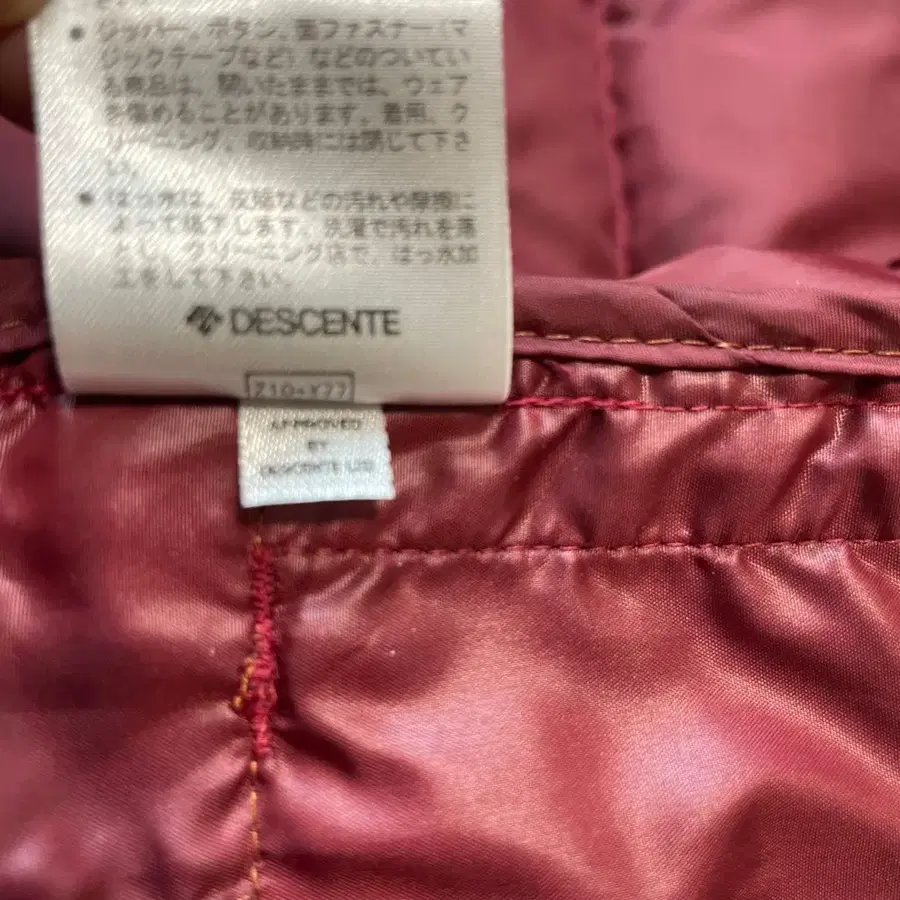 い。
• ジッパー、ボタン、面ファスナー(マ
ジックテープなど)などのついてい
る商品は、開いたままでは、ウェア
を傷めることがあります。着用、ク
リーニング、収納時には閉じて下さ
い。
• はっ水は、皮垢などの汚れや摩擦に
よって低下します。洗濯で汚れを落
とし、クリーニング店で、はっ水加
工をして下さい。
DESCENTE
710-Y77
APPROVED
BY
DESCENTE LTD